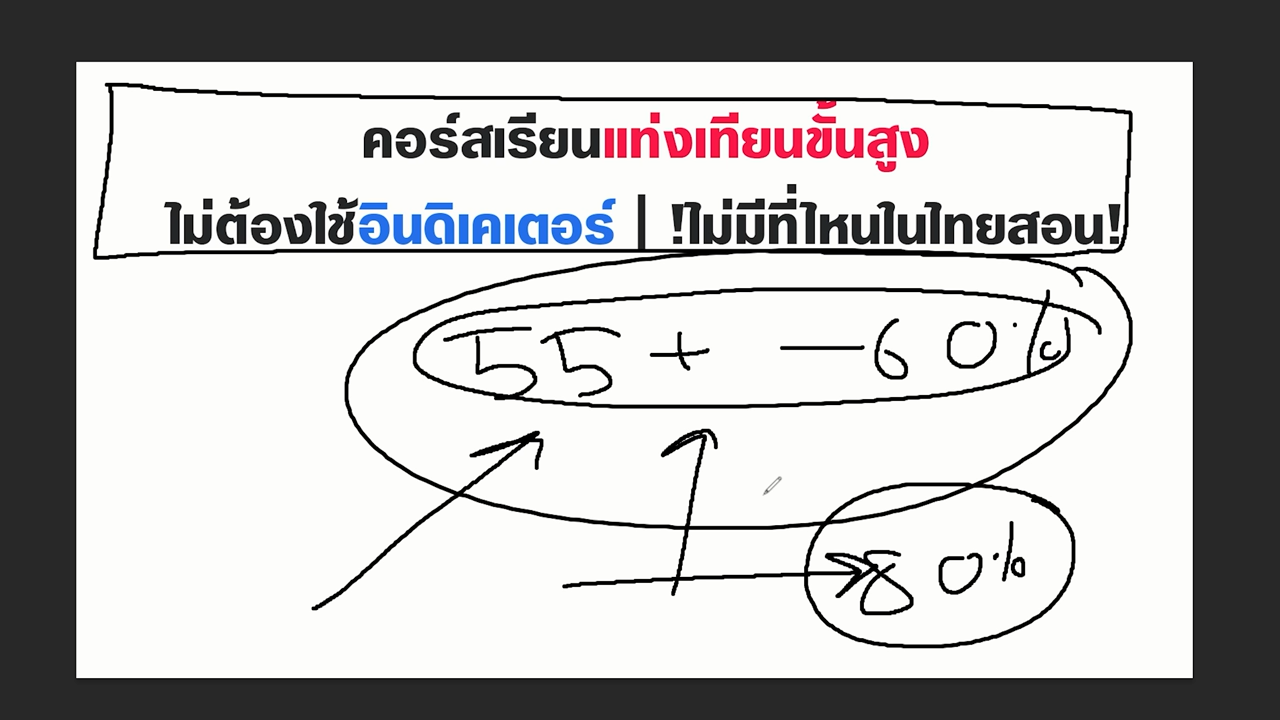 คอร์สเรียนแท่งเทียนขั้นสูง
ไม่ต้องใช้อินดิเคเตอร์ | !ไม่มีที่ไหนในไทยสอน!
55+ -60%
80%